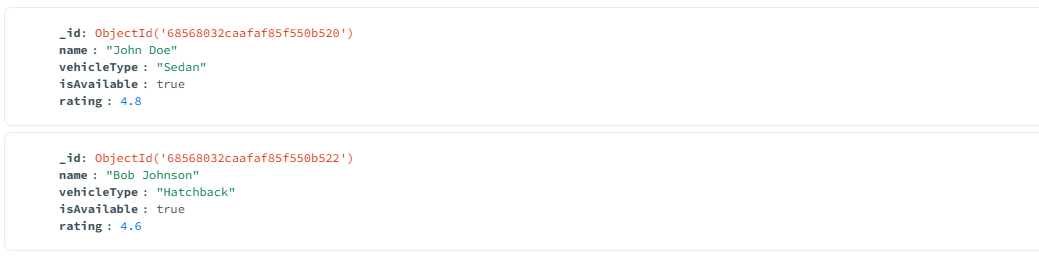 _id: ObjectId('68568032caafaf85f550b520')
name : "John Doe"
vehicleType : "Sedan"
isAvailable : true
rating : 4.8
_id: ObjectId('68568032caafaf85f550b522')
name : "Bob Johnson"
vehicleType : "Hatchback"
isAvailable : true
rating : 4.6